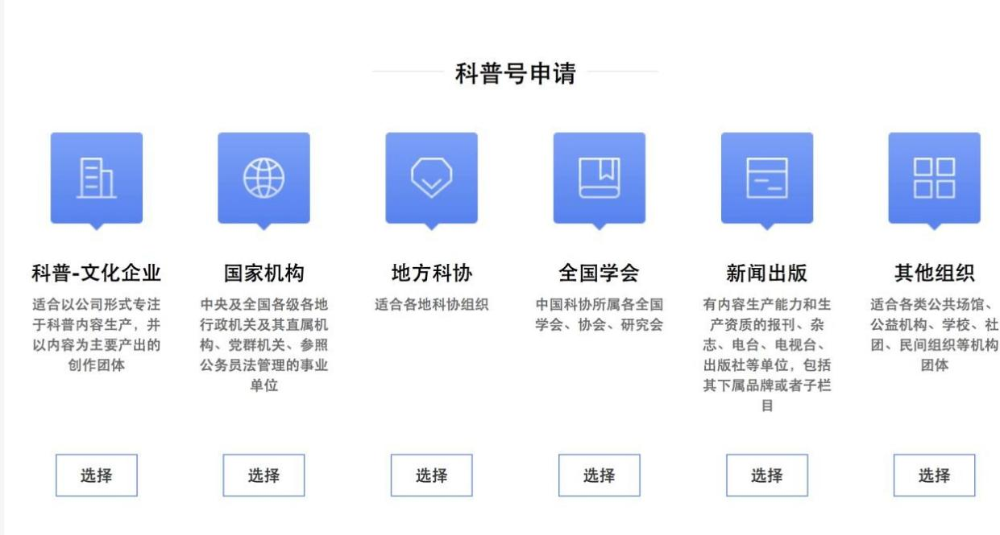 科普号申请
科普-文化企业
适合以公司形式专注
于科普内容生产，并
以内容为主要产出的
创作团体
选择
国家机构
中央及全国各级各地
行政机关及其直属机
构、党群机关、参照
公务员法管理的事业
单位
选择
地方科协
适合各地科协组织
选择
全国学会
中国科协所属各全国
学会、协会、研究会
选择
新闻出版
有内容生产能力和生
产资质的报刊、杂
志、电台、电视台、
出版社等单位，包括
其下属品牌或者子栏
目
选择
其他组织
适合各类公共场馆、
公益机构、学校、社
团、民间组织等机构
团体
选择